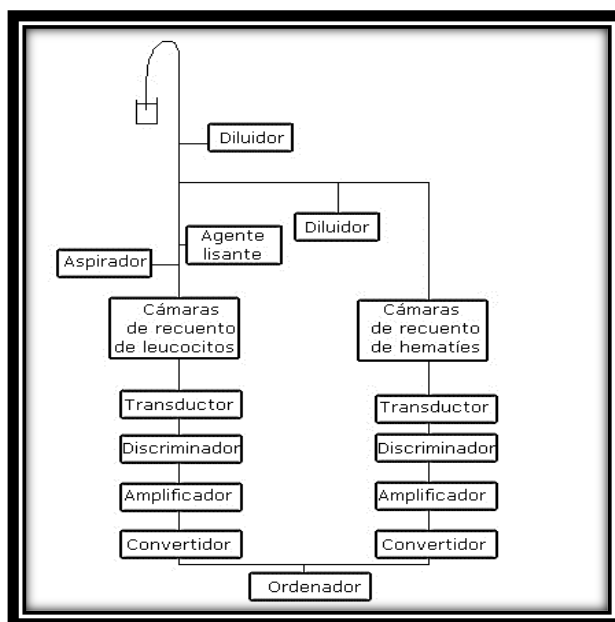 Diluidor
Diluidor
Agente
lisante
Aspirador
Cámaras
de recuento
de leucocitos
Cámaras
de recuento
de hematíes
Transductor
Transductor
Discriminador
Discriminador
Amplificador
Amplificador
Convertidor
Convertidor
Ordenador